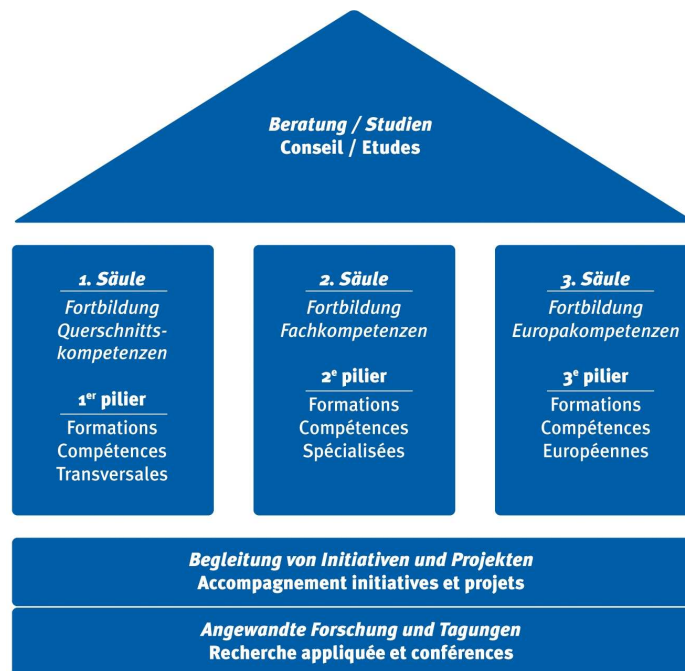 Beratung / Studien
Conseil / Etudes
1. Säule
Fortbildung
Querschnitts-
kompetenzen
1er pilier
Formations
Compétences
Transversales
2. Säule
Fortbildung
Fachkompetenzen
2e pilier
Formations
Compétences
Spécialisées
3. Säule
Fortbildung
Europakompetenzen
3e pilier
Formations
Compétences
Européennes
Begleitung von Initiativen und Projekten
Accompagnement initiatives et projets
Angewandte Forschung und Tagungen
Recherche appliquée et conférences